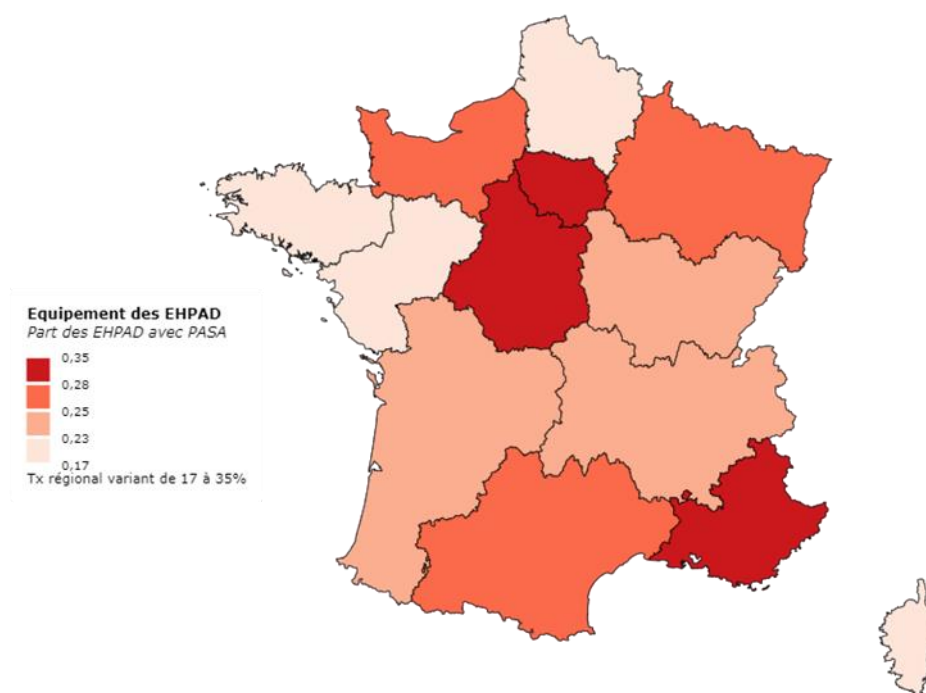 Equipement des EHPAD
Part des EHPAD avec PASA
0,35
0,28
0,25
0,23
0,17
Tx régional variant de 17 à 35%